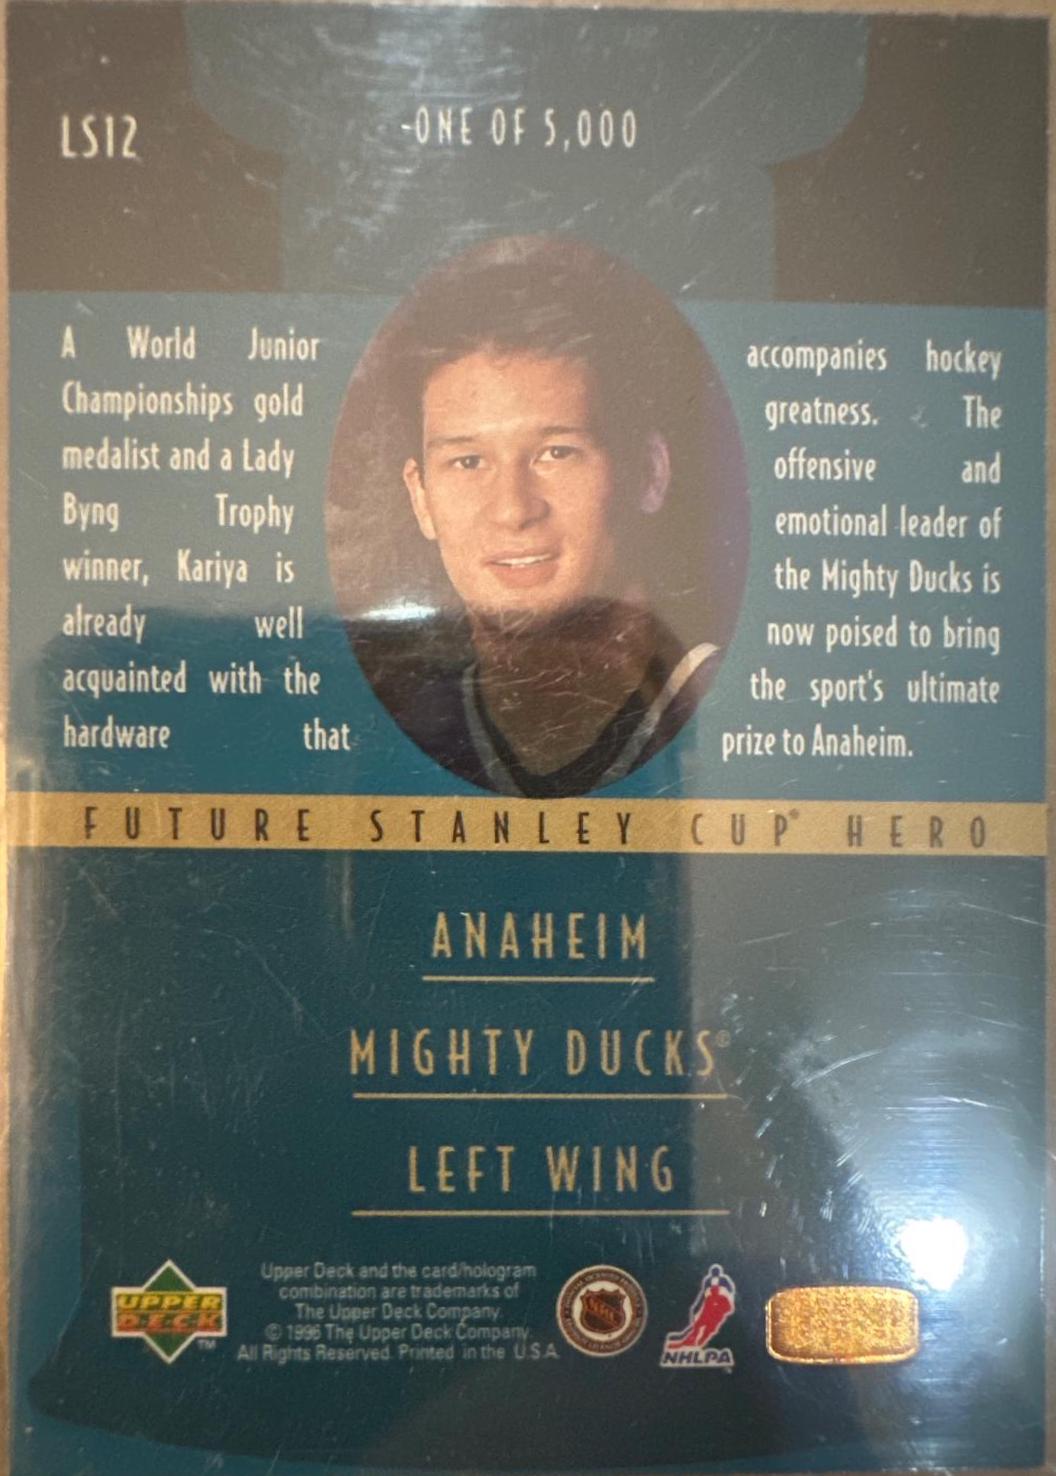 LS12
-ONE OF 5,000
A World Junior
Championships gold
medalist and a Lady
Byng Trophy
winner, Kariya is
already well
acquainted with the
hardware that
accompanies hockey
greatness. The
offensive and
emotional leader of
the Mighty Ducks is
now poised to bring
the sport's ultimate
prize to Anaheim.
FUTURE STANLEY CUP® HERO
ANAHEIM
MIGHTY DUCKS®
LEFT WING
UPPER
DECK
TM
Upper Deck and the card/hologram
combination are trademarks of
The Upper Deck Company.
© 1996 The Upper Deck Company.
All Rights Reserved. Printed in the U.S.A.
NHL
NHLPA